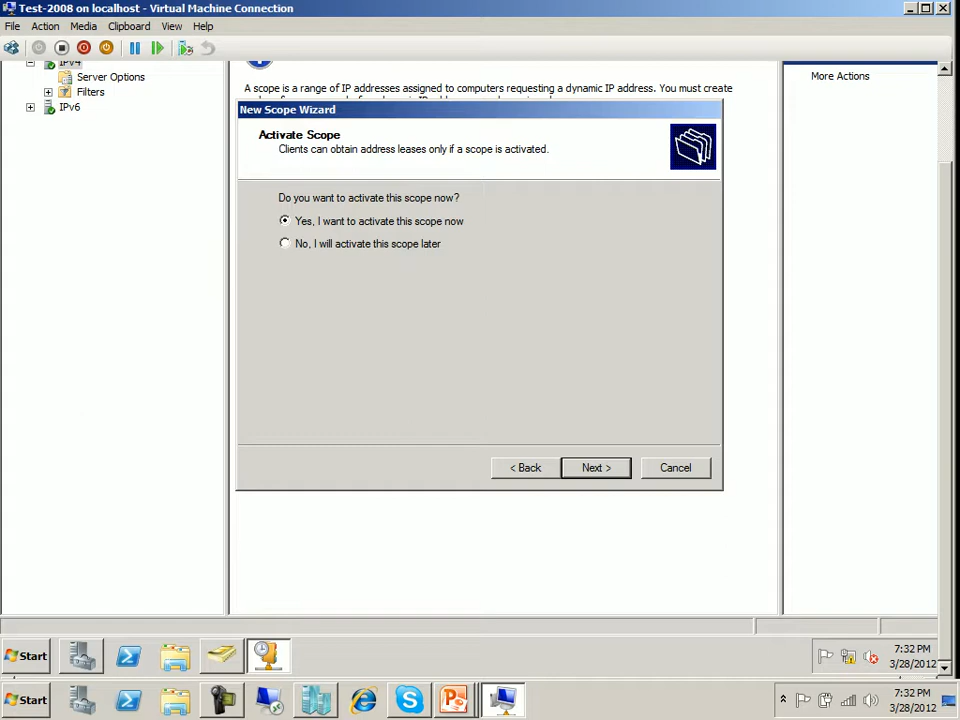 Test-2008 on localhost - Virtual Machine Connection
File Action Media Clipboard View Help
IPv4
Server Options
Filters
IPv6
A scope is a range of IP addresses assigned to computers requesting a dynamic IP address. You must create
More Actions
New Scope Wizard
Activate Scope
Clients can obtain address leases only if a scope is activated.
Do you want to activate this scope now?
Yes, I want to activate this scope now
No, I will activate this scope later
< Back Next > Cancel
Start
7:32 PM
3/28/2012
Start
7:32 PM
3/28/2012